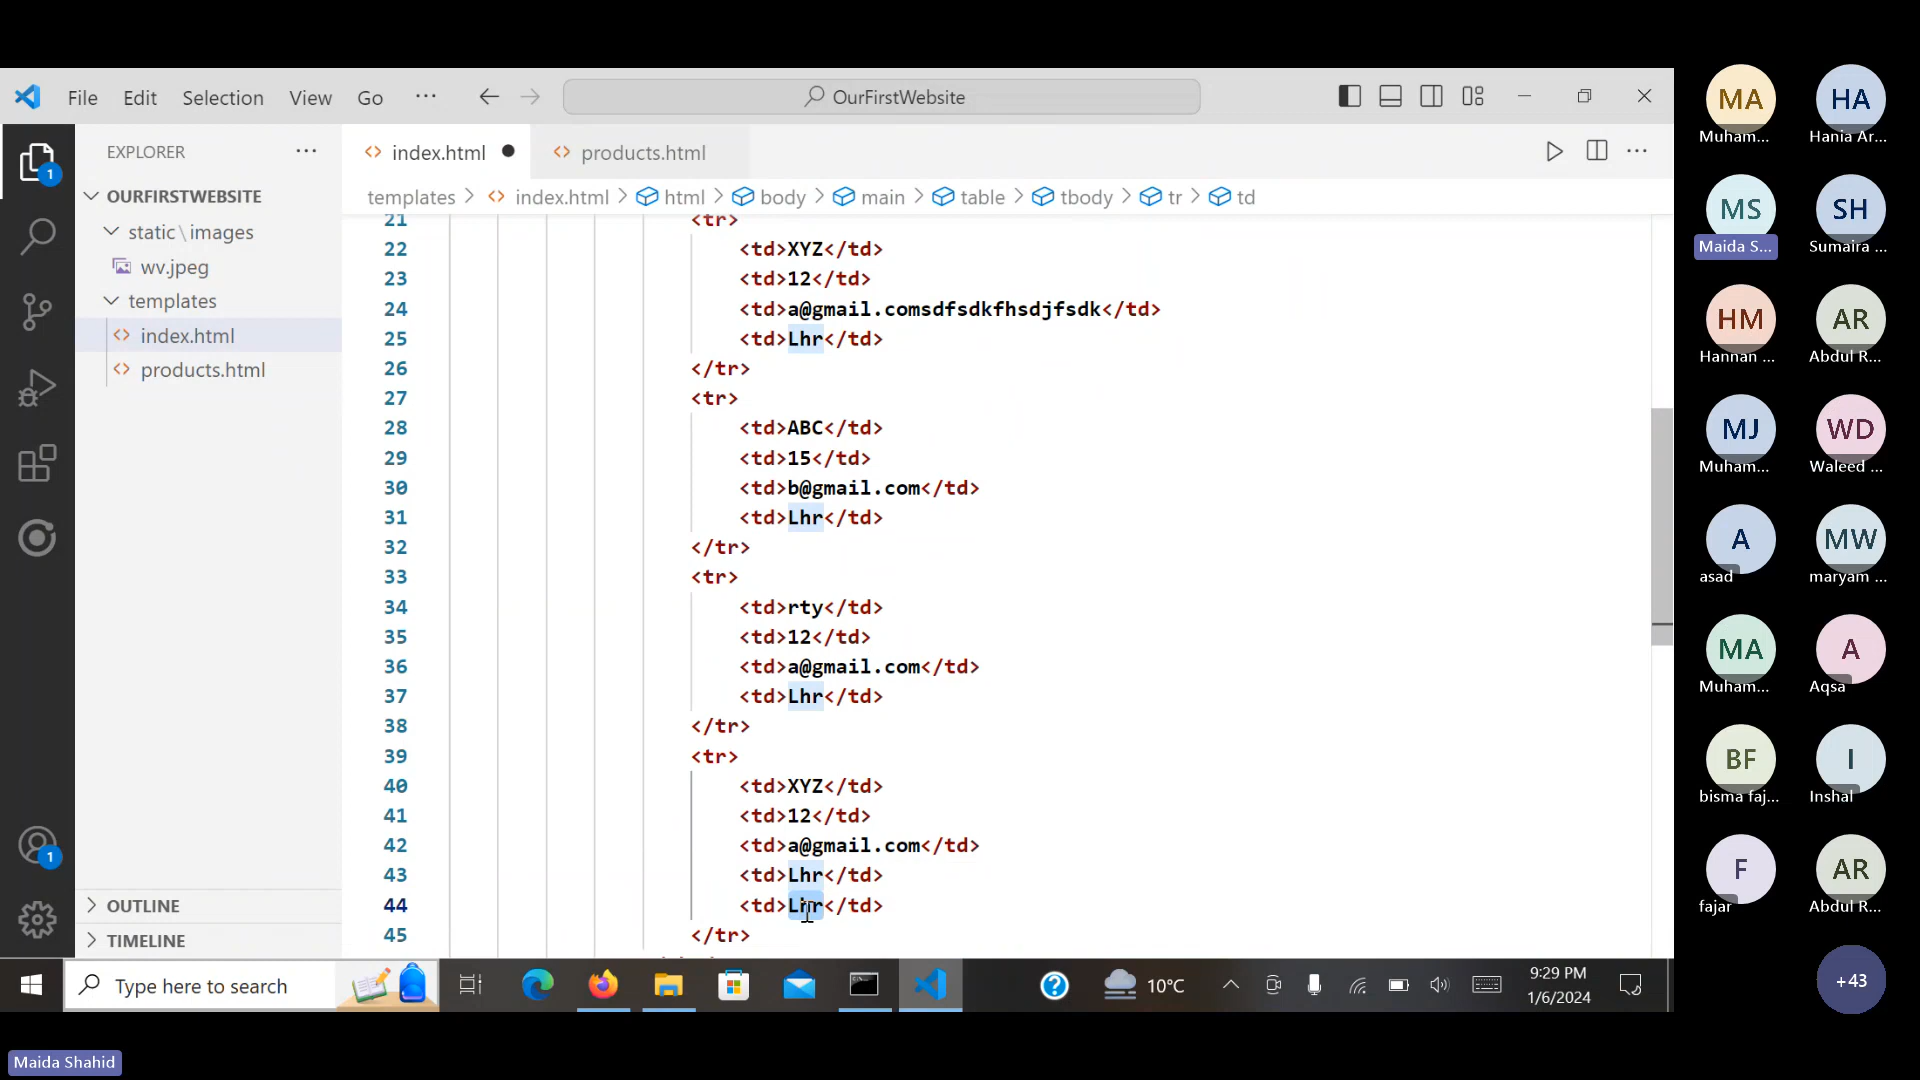 File Edit Selection View Go ··· OurFirstWebsite
EXPLORER ···
index.html products.html
templates > index.html > html > body > main > table > tbody > tr > td
OURFIRSTWEBSITE
static\images
wv.jpeg
templates
index.html
products.html
OUTLINE
TIMELINE
1
1
21 <tr>
22 <td>XYZ</td>
23 <td>12</td>
24 <td>a@gmail.comsdfsdkfhsdjfsdk</td>
25 <td>Lhr</td>
26 </tr>
27 <tr>
28 <td>ABC</td>
29 <td>15</td>
30 <td>b@gmail.com</td>
31 <td>Lhr</td>
32 </tr>
33 <tr>
34 <td>rty</td>
35 <td>12</td>
36 <td>a@gmail.com</td>
37 <td>Lhr</td>
38 </tr>
39 <tr>
40 <td>XYZ</td>
41 <td>12</td>
42 <td>a@gmail.com</td>
43 <td>Lhr</td>
44 <td>Lhr</td>
45 </tr>
Type here to search
10°C
9:29 PM
1/6/2024
MA HA
Muham... Hania Ar...
MS SH
Maida S... Sumaira ...
HM AR
Hannan ... Abdul R...
MJ WD
Muham... Waleed ...
A MW
asad maryam ...
MA A
Muham... Aqsa
BF I
bisma faj... Inshal
F AR
fajar Abdul R...
+43
Maida Shahid